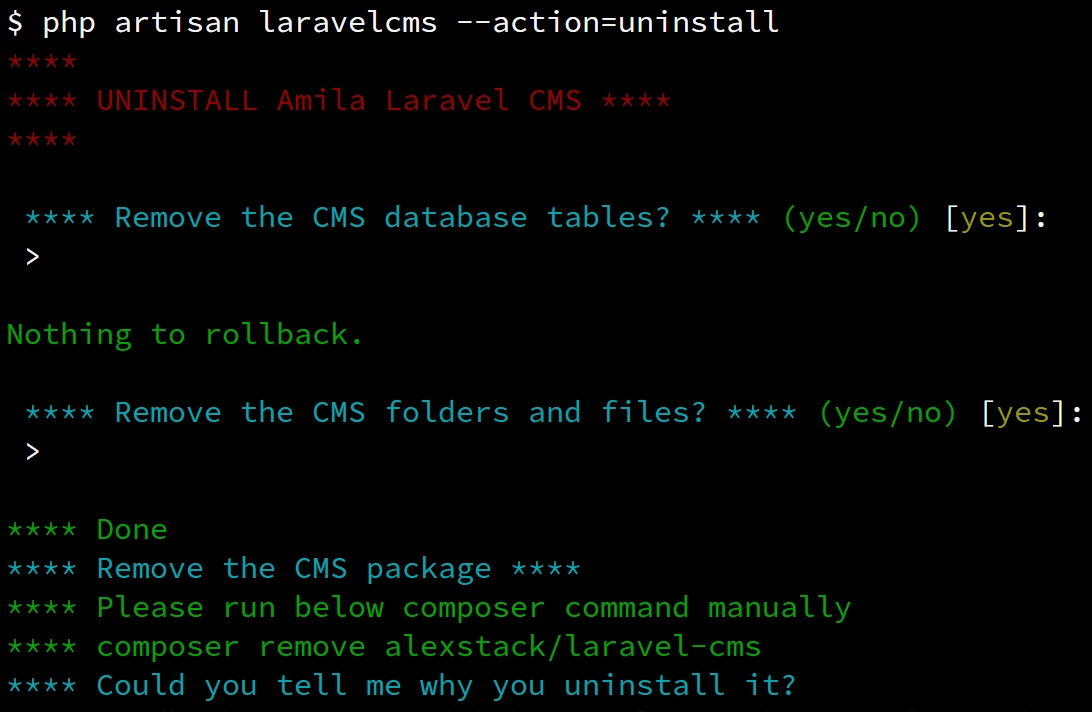 $ php artisan laravelcms --action=uninstall
****
**** UNINSTALL Amila Laravel CMS ****
****
**** Remove the CMS database tables? **** (yes/no) [yes]:
>
Nothing to rollback.
**** Remove the CMS folders and files? **** (yes/no) [yes]:
>
**** Done
**** Remove the CMS package ****
**** Please run below composer command manually
**** composer remove alexstack/laravel-cms
**** Could you tell me why you uninstall it?